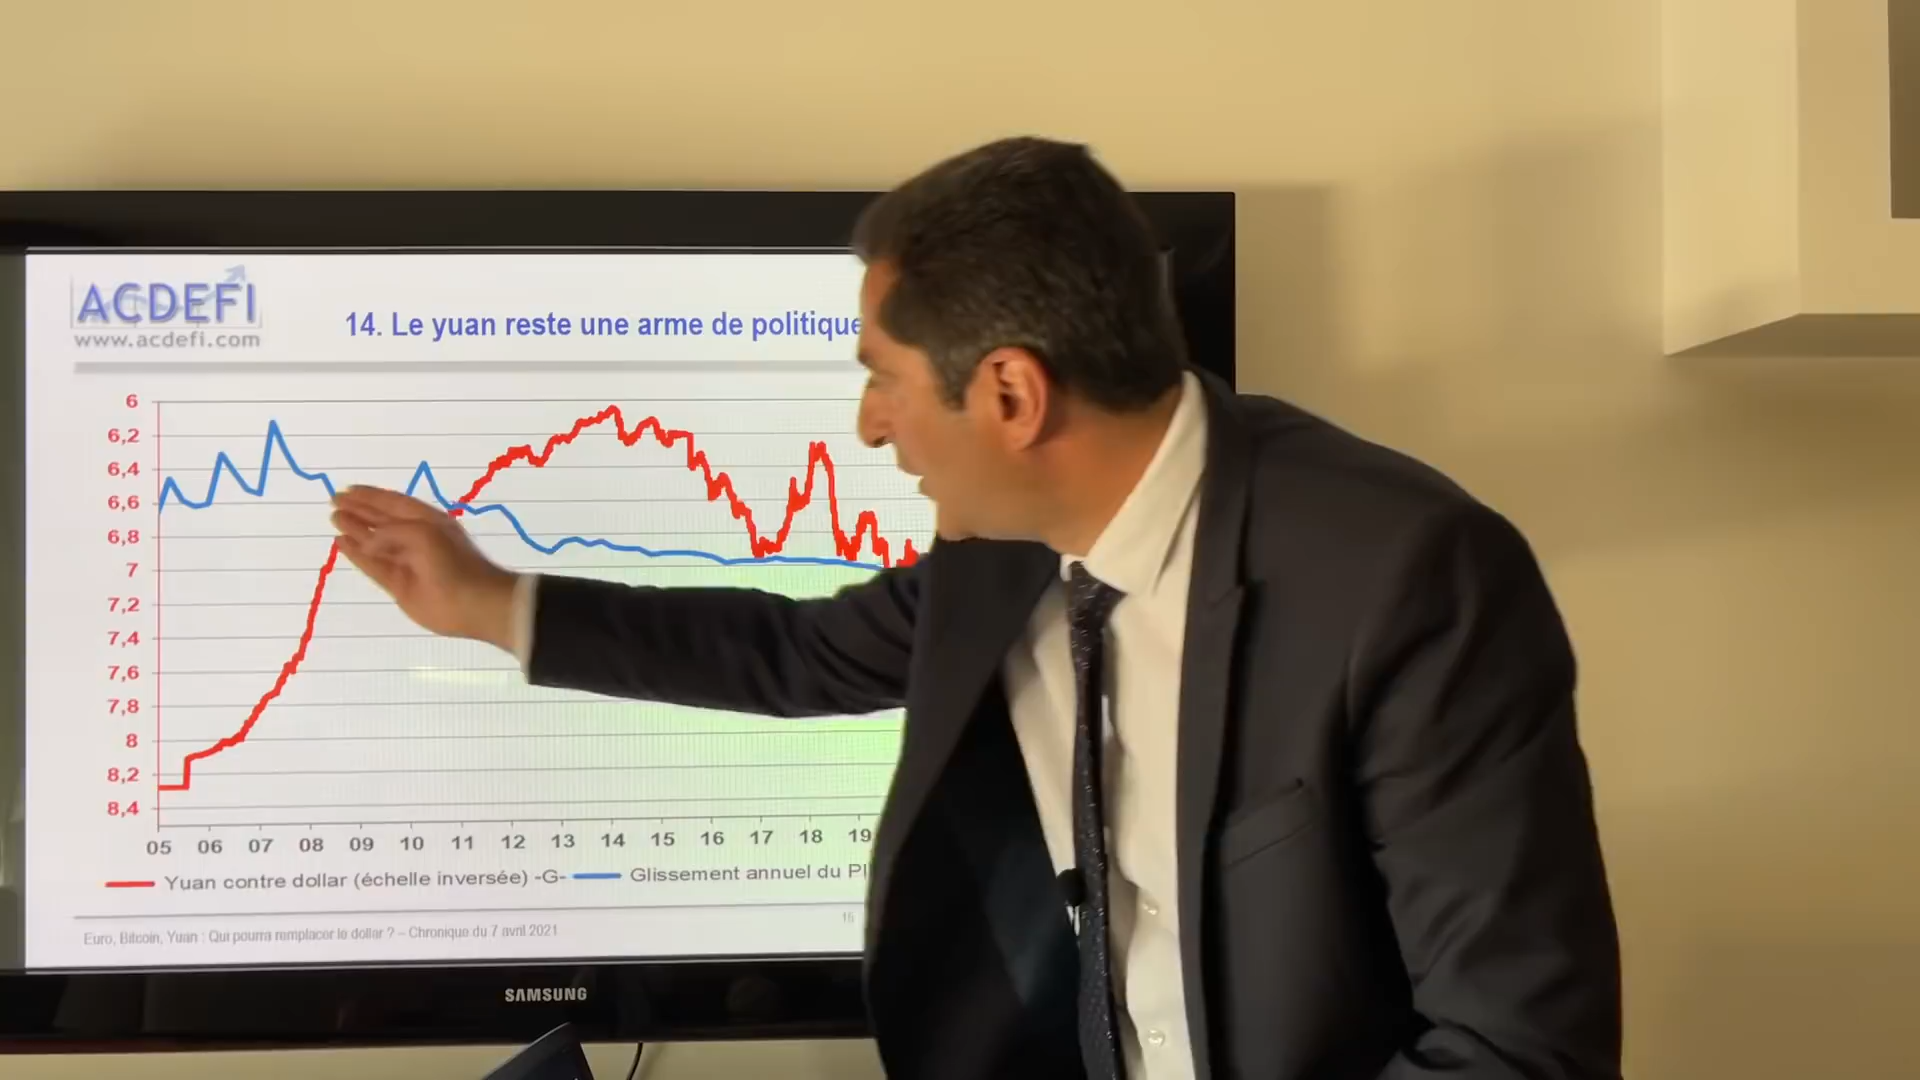 ACDEFI
www.acdefi.com
14. Le yuan reste une arme de politique
6
6,2
6,4
6,6
6,8
7
7,2
7,4
7,6
7,8
8
8,2
8,4
05 06 07 08 09 10 11 12 13 14 15 16 17 18 19
Yuan contre dollar (échelle inversée) -G- Glissement annuel du PI
15
Euro, Bitcoin, Yuan : Qui pourra remplacer le dollar ? – Chronique du 7 avril 2021
SAMSUNG